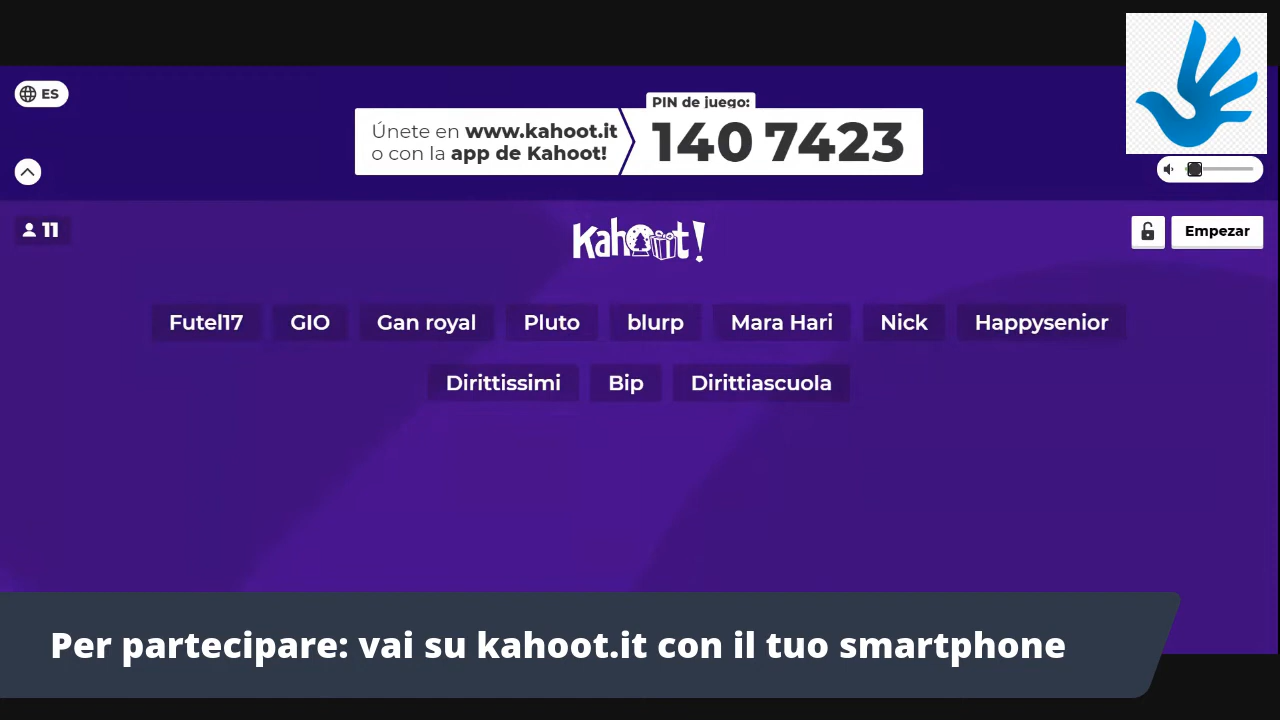 ES
PIN de juego:
Únete en www.kahoot.it
o con la app de Kahoot!
140 7423
11
Kahoot!
Empezar
Futel17 GIO Gan royal Pluto blurp Mara Hari Nick Happysenior
Dirittissimi Bip Dirittiascuola
Per partecipare: vai su kahoot.it con il tuo smartphone